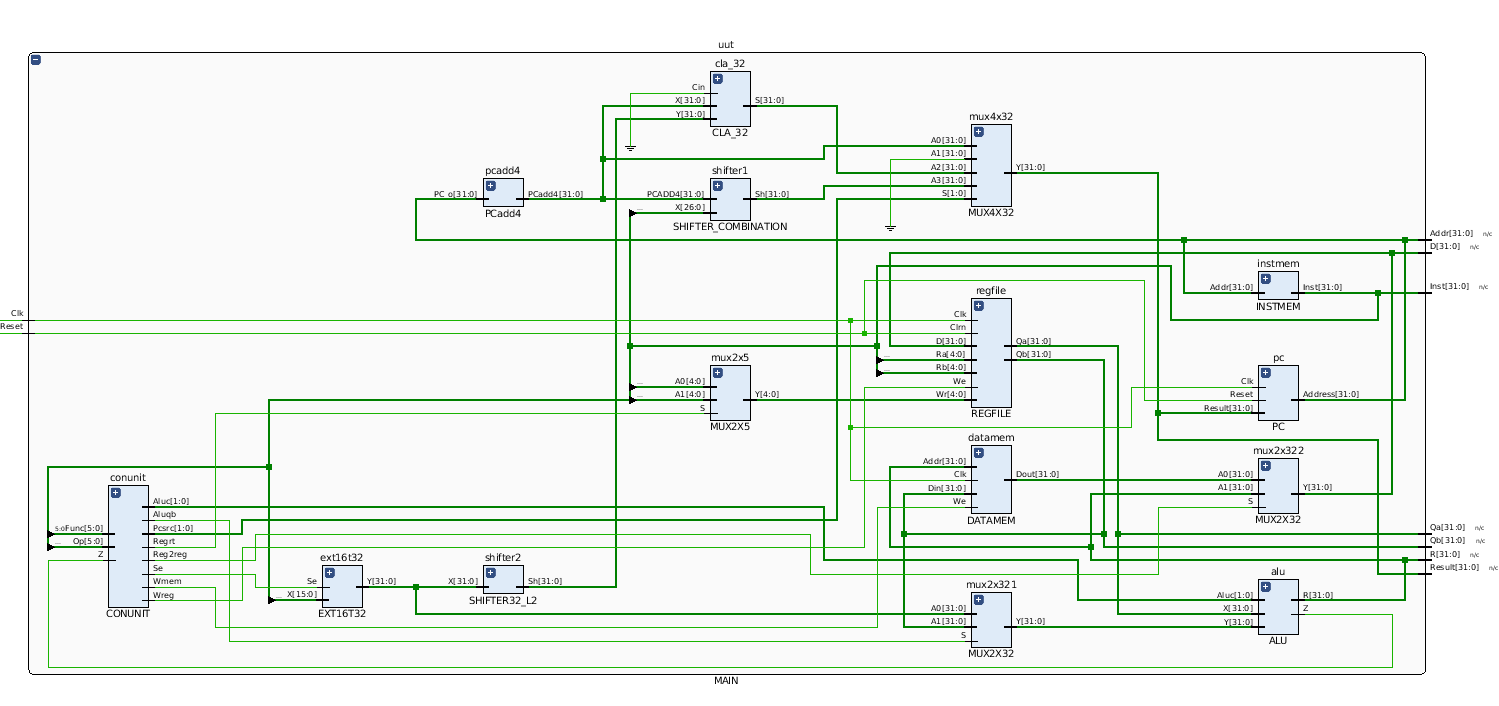 uut
cla_32
Cin
X[31:0]
Y[31:0]
S[31:0]
CLA_32
mux4x32
A0[31:0]
A1[31:0]
A2[31:0]
A3[31:0]
S[1:0]
Y[31:0]
MUX4X32
pcadd4
PC_o[31:0]
PCadd4[31:0]
PCadd4
shifter1
PCADD4[31:0]
X[26:0]
Sh[31:0]
SHIFTER_COMBINATION
Addr[31:0] n/c
D[31:0] n/c
instmem
Addr[31:0]
Inst[31:0]
INSTMEM
Inst[31:0] n/c
Clk
Reset
regfile
Clk
Clrn
D[31:0]
Ra[4:0]
Rb[4:0]
We
Wr[4:0]
Qa[31:0]
Qb[31:0]
REGFILE
mux2x5
A0[4:0]
A1[4:0]
S
Y[4:0]
MUX2X5
pc
Clk
Reset
Result[31:0]
Address[31:0]
PC
datamem
Addr[31:0]
Clk
Din[31:0]
We
Dout[31:0]
DATAMEM
mux2x322
A0[31:0]
A1[31:0]
S
Y[31:0]
MUX2X32
conunit
5:0 Func[5:0]
Op[5:0]
Z
Aluc[1:0]
Aluqb
Pcsrc[1:0]
Regrt
Reg2reg
Se
Wmem
Wreg
CONUNIT
Qa[31:0] n/c
Qb[31:0] n/c
R[31:0] n/c
Result[31:0] n/c
ext16t32
Se
X[15:0]
Y[31:0]
EXT16T32
shifter2
X[31:0]
Sh[31:0]
SHIFTER32_L2
mux2x321
A0[31:0]
A1[31:0]
S
Y[31:0]
MUX2X32
alu
Aluc[1:0]
X[31:0]
Y[31:0]
R[31:0]
Z
ALU
MAIN